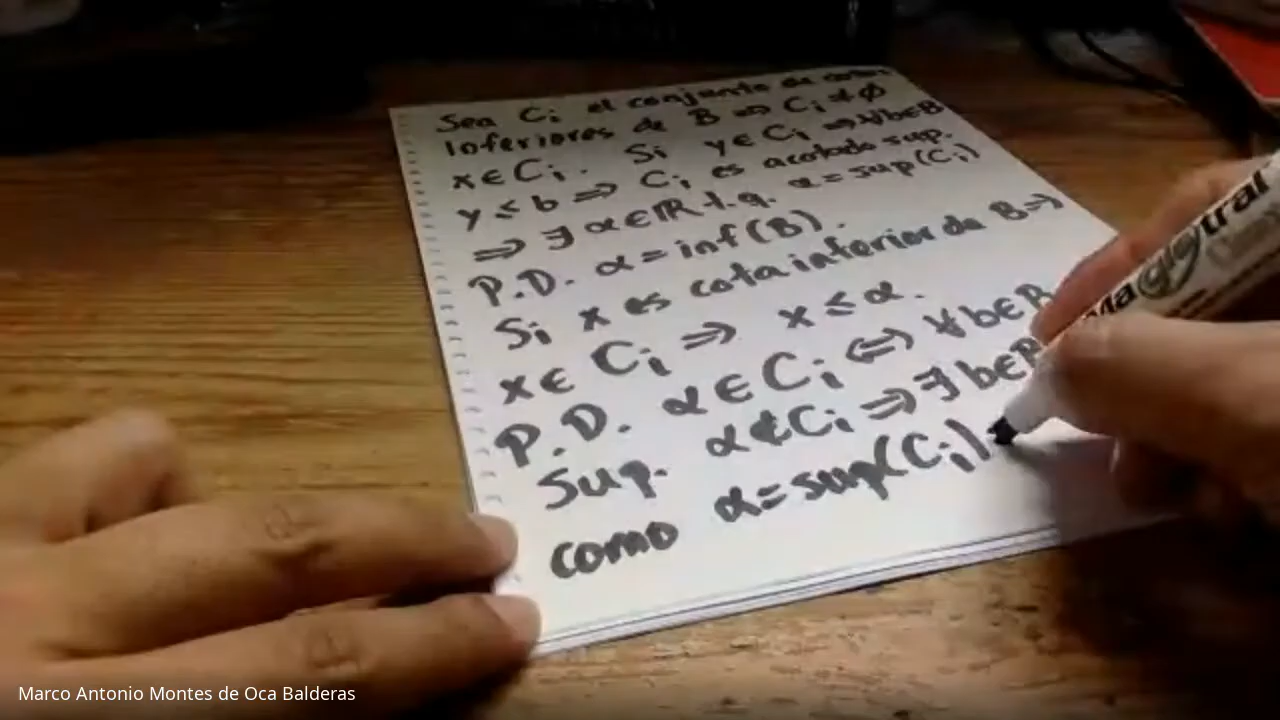 Sea Ci el conjunto de cotas
inferiores de B ⇒ Ci ≠ ∅
x ∈ Ci. Si y ∈ Ci ⇒ ∀b∈B
y ≤ b ⇒ Ci es acotado sup.
⇒ ∃ α∈ℝ t.q. α = sup(Ci)
P.D. α = inf(B).
Si x es cota inferior de B ⇒
x ∈ Ci ⇒ x ≤ α.
P.D. α ∈ Ci ⇔ ∀b∈B
Sup. α ∉ Ci ⇒ ∃ b∈B
como α = sup(Ci)
Magistral
Marco Antonio Montes de Oca Balderas